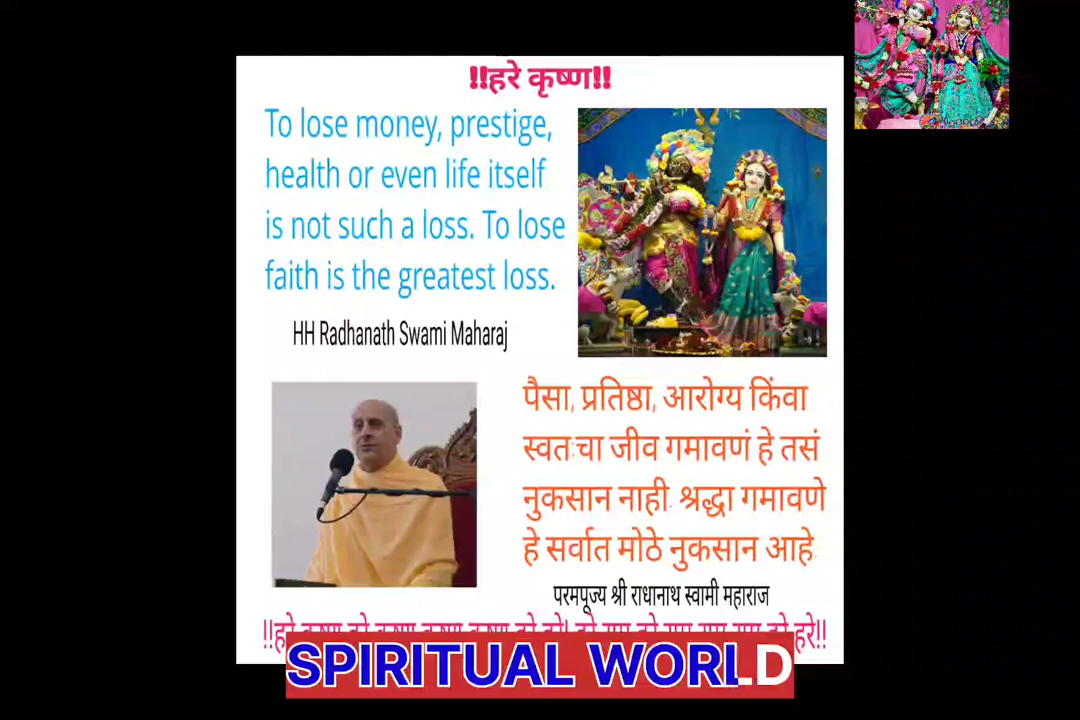 !!हरे कृष्ण!!
To lose money, prestige,
health or even life itself
is not such a loss. To lose
faith is the greatest loss.
HH Radhanath Swami Maharaj
पैसा, प्रतिष्ठा, आरोग्य किंवा
स्वतःचा जीव गमावणं हे तसं
नुकसान नाही. श्रद्धा गमावणे
हे सर्वात मोठे नुकसान आहे.
परमपूज्य श्री राधानाथ स्वामी महाराज
!!हरे हरे!!
SPIRITUAL WORLD